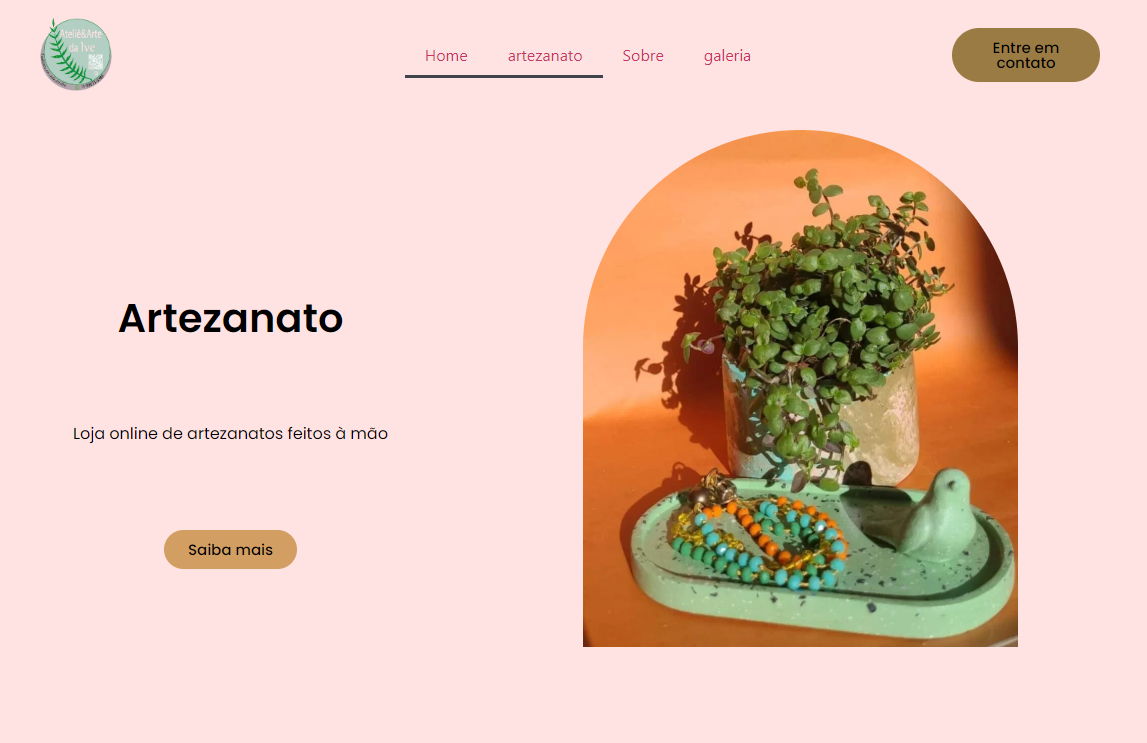 Ateliê&Arte
da Ive
Home
artezanato
Sobre
galeria
Entre em
contato
Artezanato
Loja online de artezanatos feitos à mão
Saiba mais